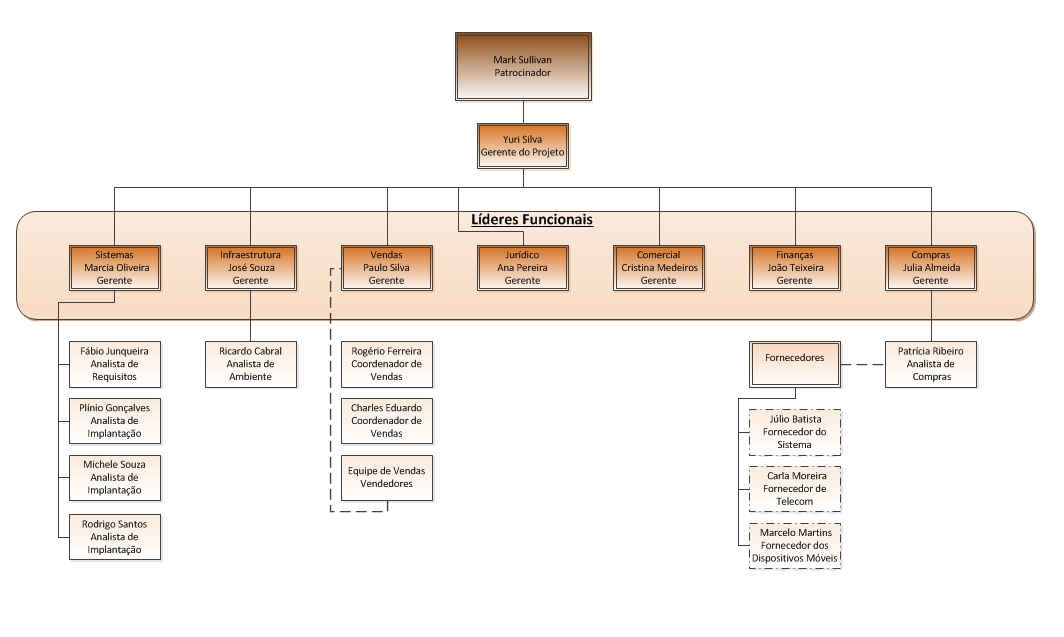 Mark Sullivan
Patrocinador
Yuri Silva
Gerente do Projeto
Líderes Funcionais
Sistemas
Marcia Oliveira
Gerente
Infraestrutura
José Souza
Gerente
Vendas
Paulo Silva
Gerente
Jurídico
Ana Pereira
Gerente
Comercial
Cristina Medeiros
Gerente
Finanças
João Teixeira
Gerente
Compras
Julia Almeida
Gerente
Fábio Junqueira
Analista de
Requisitos
Plínio Gonçalves
Analista de
Implantação
Michele Souza
Analista de
Implantação
Rodrigo Santos
Analista de
Implantação
Ricardo Cabral
Analista de
Ambiente
Rogério Ferreira
Coordenador de
Vendas
Charles Eduardo
Coordenador de
Vendas
Equipe de Vendas
Vendedores
Fornecedores
Júlio Batista
Fornecedor do
Sistema
Carla Moreira
Fornecedor de
Telecom
Marcelo Martins
Fornecedor dos
Dispositivos Móveis
Patrícia Ribeiro
Analista de
Compras